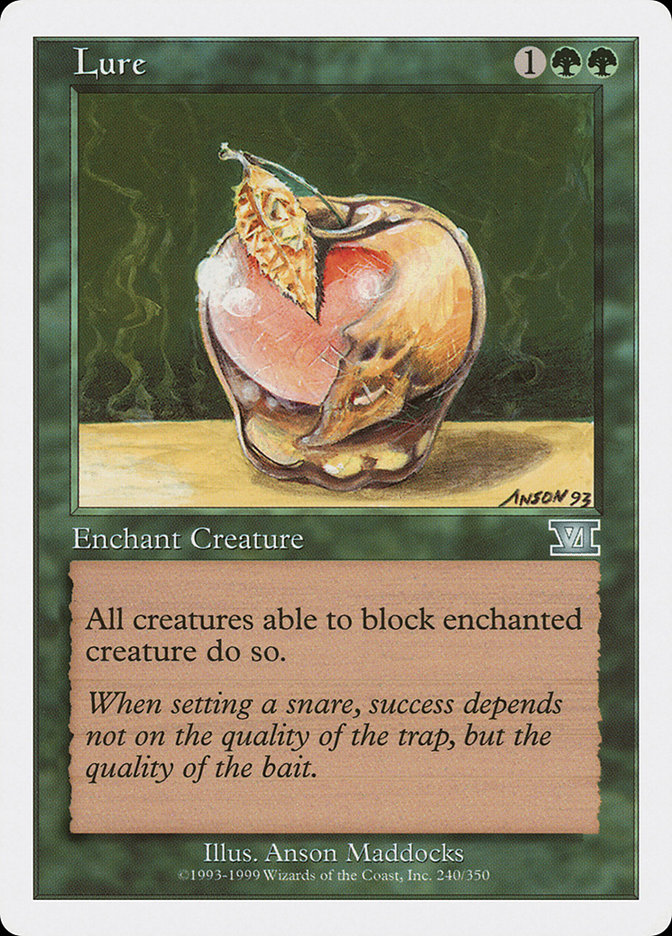 Lure
1
ANSON 93
Enchant Creature
VI
All creatures able to block enchanted
creature do so.
When setting a snare, success depends
not on the quality of the trap, but the
quality of the bait.
Illus. Anson Maddocks
©1993-1999 Wizards of the Coast, Inc. 240/350